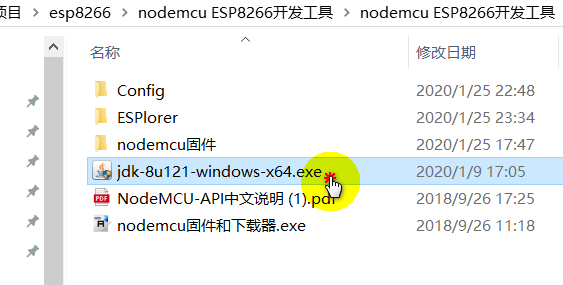 项目 > esp8266 > nodemcu ESP8266开发工具 > nodemcu ESP8266开发工具
名称 修改日期
Config 2020/1/25 22:48
ESPlorer 2020/1/25 23:34
nodemcu固件 2020/1/25 17:47
jdk-8u121-windows-x64.exe 2020/1/9 17:05
NodeMCU-API中文说明 (1).pdf 2018/9/26 17:25
nodemcu固件和下载器.exe 2018/9/26 11:18